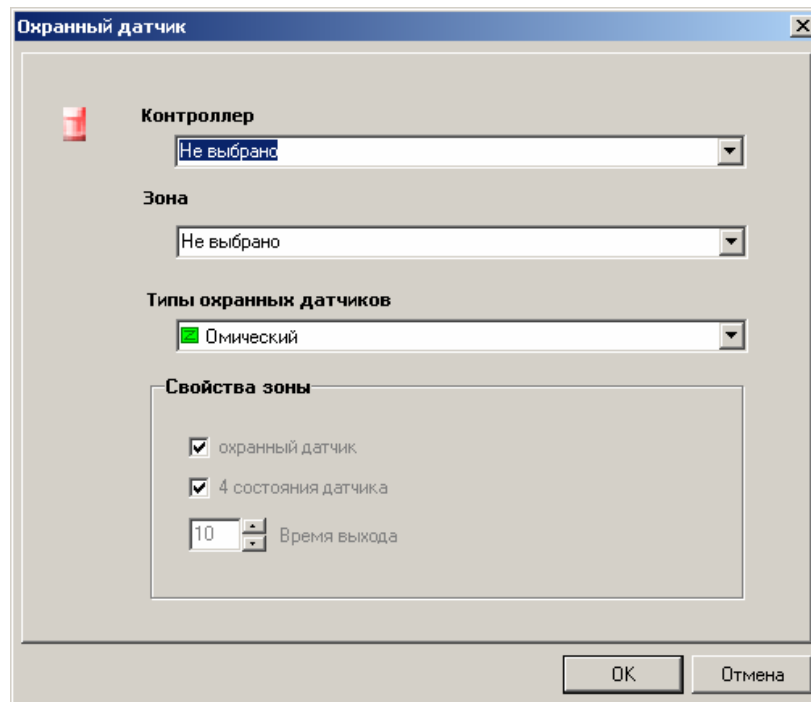 Охранный датчик
Контроллер
Не выбрано
Зона
Не выбрано
Типы охранных датчиков
Омический
Свойства зоны
охранный датчик
4 состояния датчика
10 Время выхода
OK Отмена